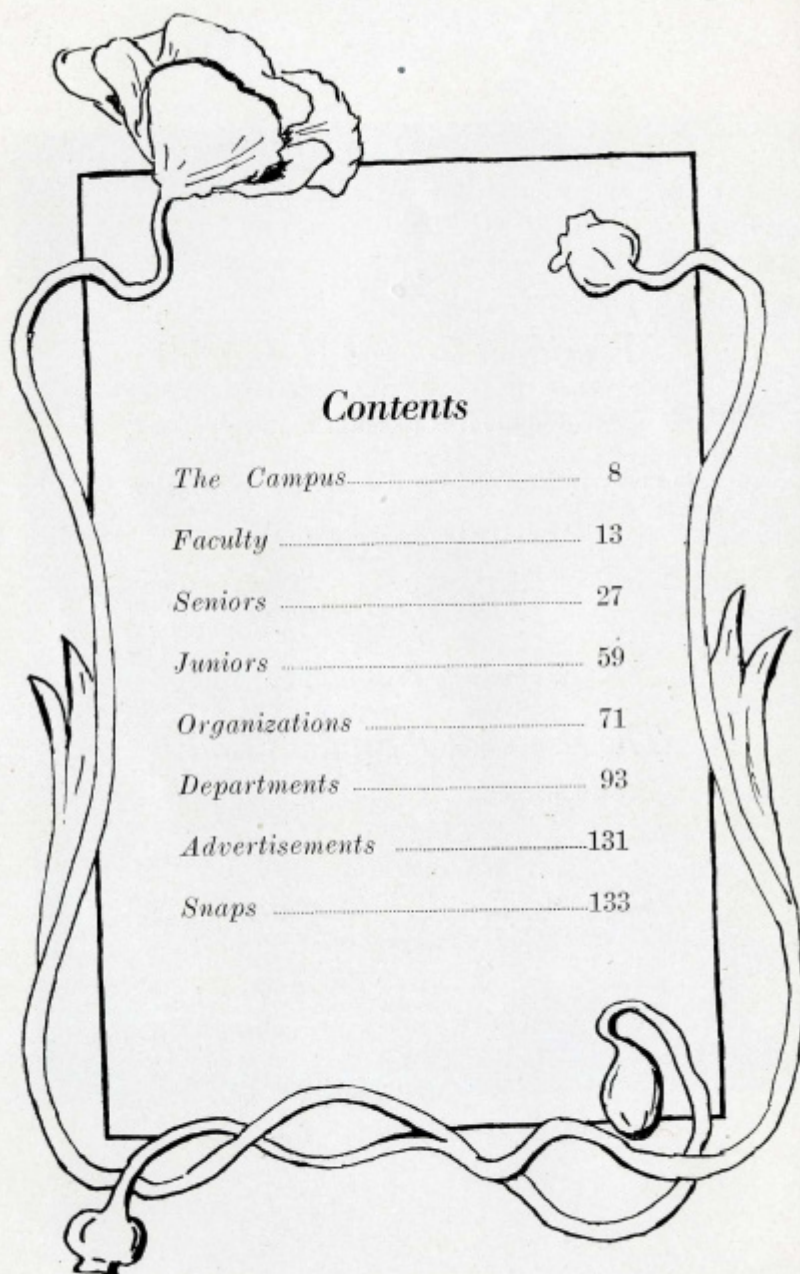 Contents
The Campus 8
Faculty 13
Seniors 27
Juniors 59
Organizations 71
Departments 93
Advertisements 131
Snaps 133